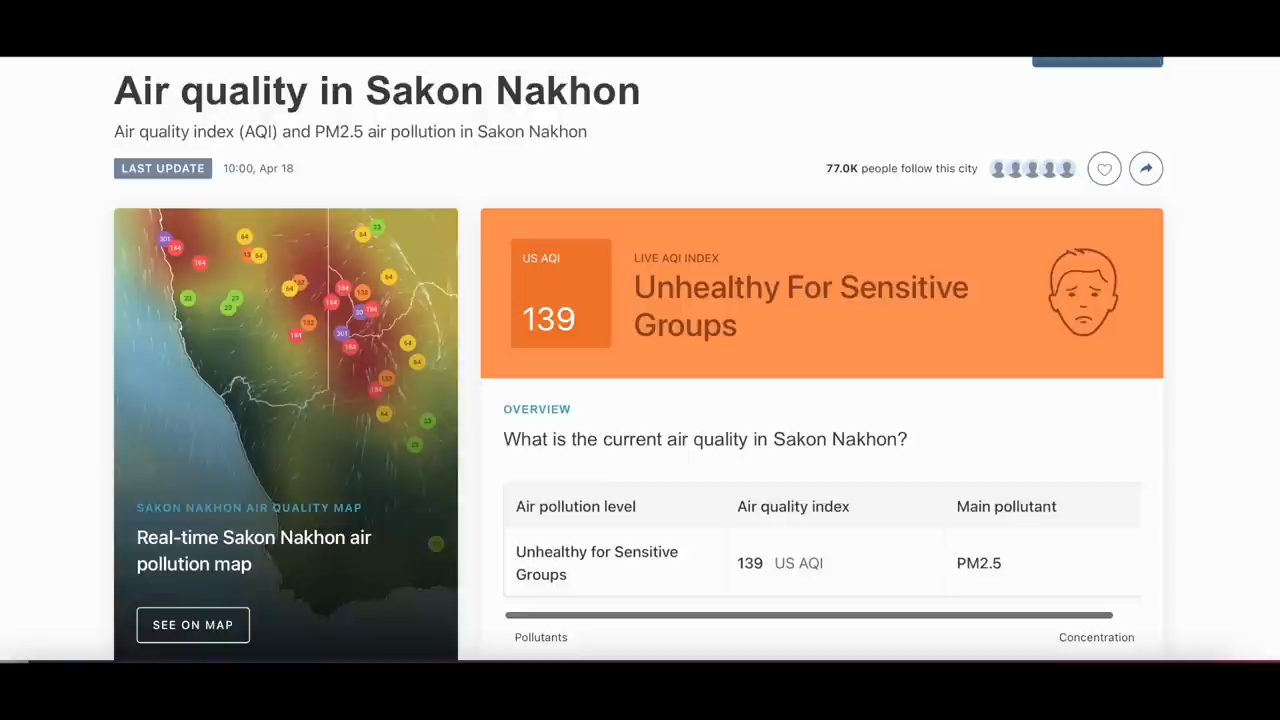 Air quality in Sakon Nakhon
Air quality index (AQI) and PM2.5 air pollution in Sakon Nakhon
LAST UPDATE 10:00, Apr 18
77.0K people follow this city
US AQI
139
LIVE AQI INDEX
Unhealthy For Sensitive
Groups
OVERVIEW
What is the current air quality in Sakon Nakhon?
Air pollution level Air quality index Main pollutant
Unhealthy for Sensitive
Groups
139 US AQI
PM2.5
Pollutants Concentration
SAKON NAKHON AIR QUALITY MAP
Real-time Sakon Nakhon air
pollution map
SEE ON MAP